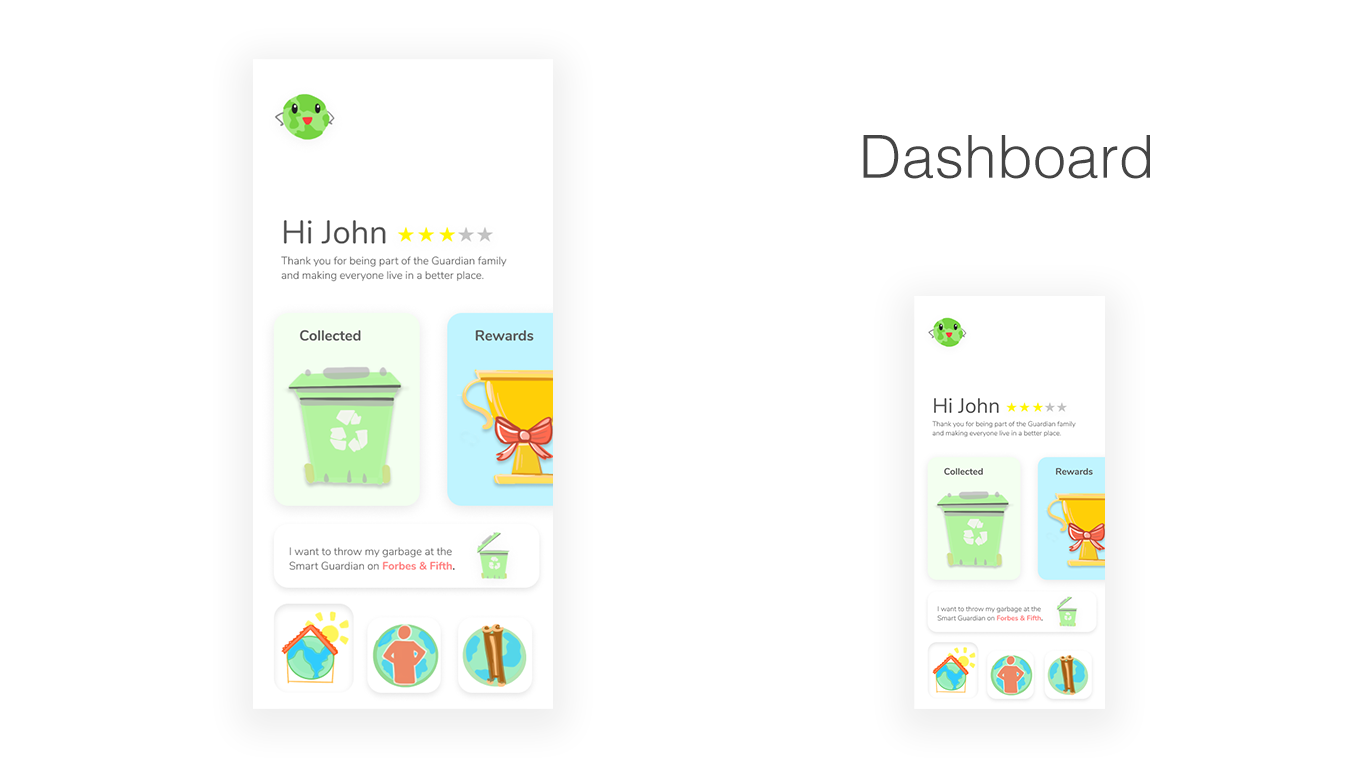 Hi John
Thank you for being part of the Guardian family
and making everyone live in a better place.
Collected
Rewards
I want to throw my garbage at the
Smart Guardian on Forbes & Fifth.
Dashboard
Hi John
Thank you for being part of the Guardian family
and making everyone live in a better place.
Collected
Rewards
I want to throw my garbage at the
Smart Guardian on Forbes & Fifth.